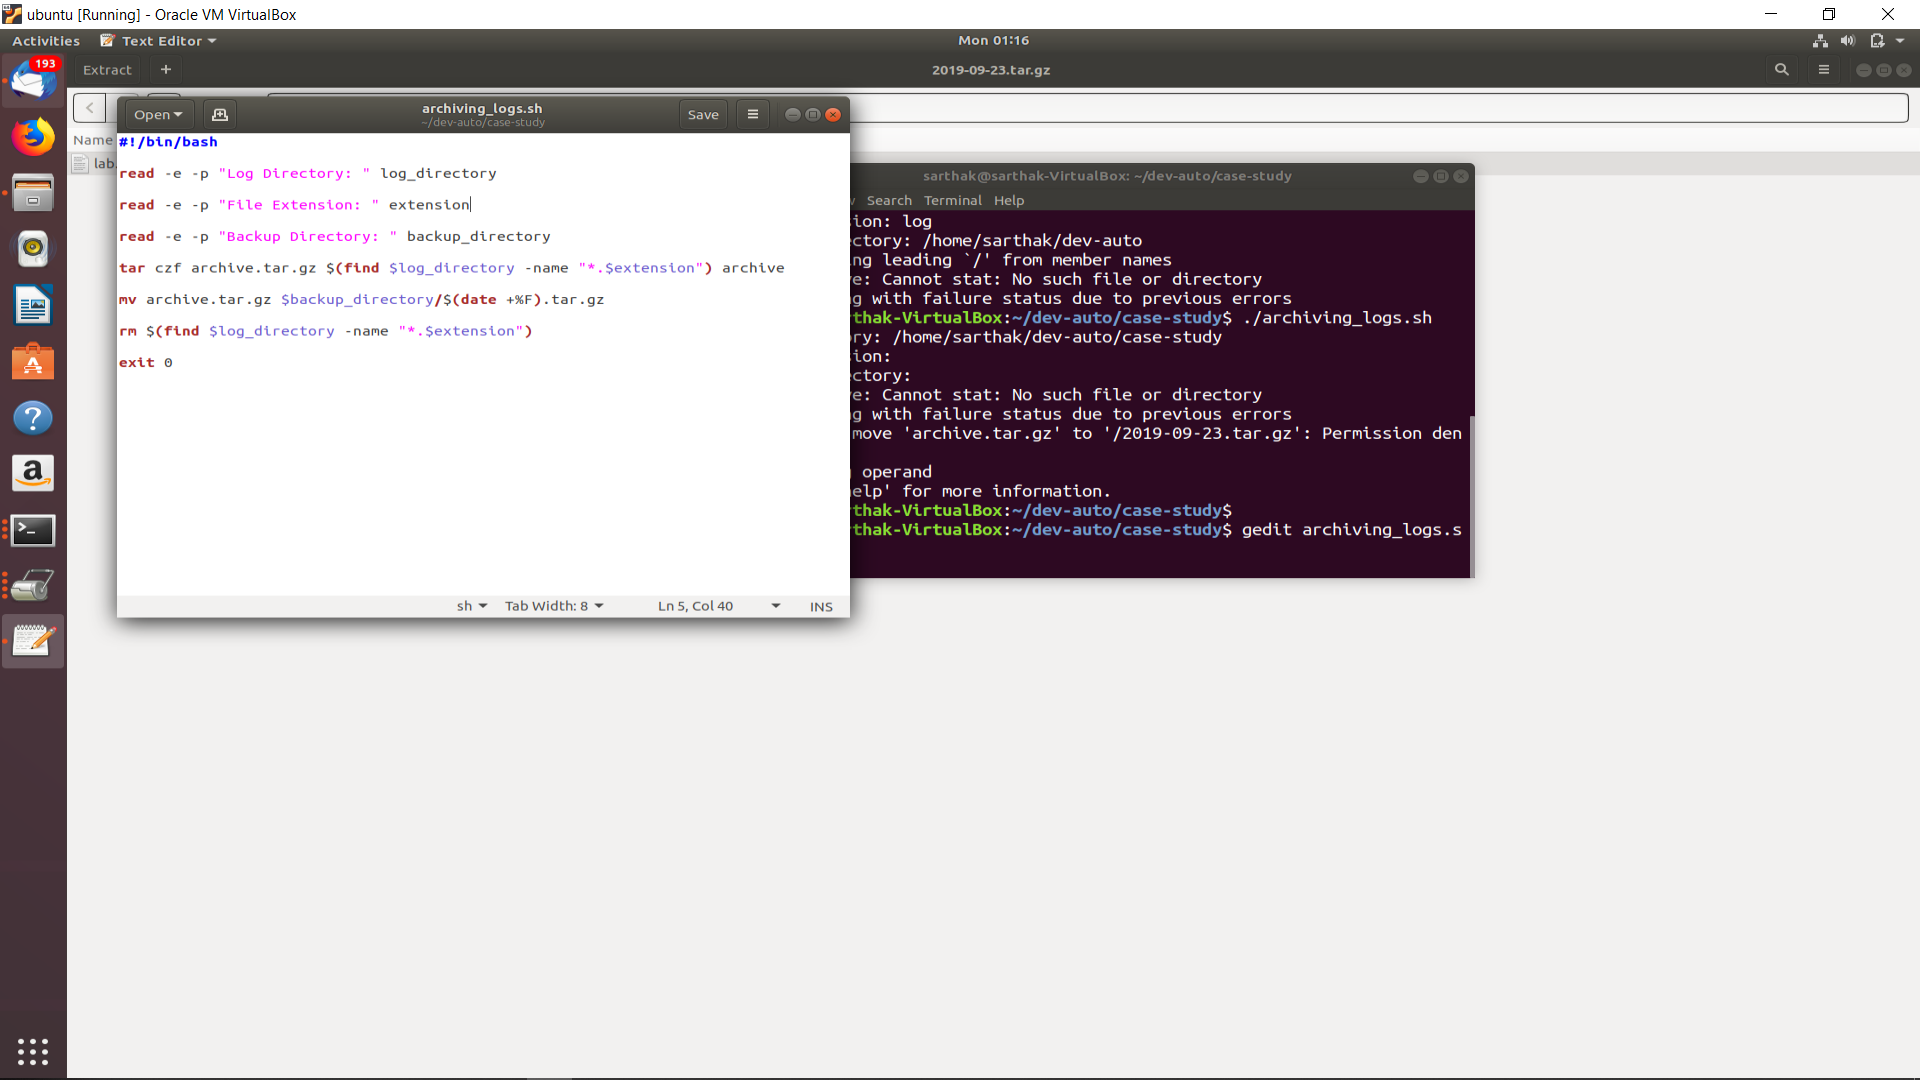 ubuntu [Running] - Oracle VM VirtualBox
Activities Text Editor Mon 01:16
193
Extract + 2019-09-23.tar.gz
Open archiving_logs.sh Save
~/dev-auto/case-study
Name
lab.
#!/bin/bash
read -e -p "Log Directory: " log_directory
read -e -p "File Extension: " extension
read -e -p "Backup Directory: " backup_directory
tar czf archive.tar.gz $(find $log_directory -name "*.$extension") archive
mv archive.tar.gz $backup_directory/$(date +%F).tar.gz
rm $(find $log_directory -name "*.$extension")
exit 0
sh Tab Width: 8 Ln 5, Col 40 INS
sarthak@sarthak-VirtualBox: ~/dev-auto/case-study
Search Terminal Help
ion: log
ctory: /home/sarthak/dev-auto
ng leading `/' from member names
e: Cannot stat: No such file or directory
g with failure status due to previous errors
thak-VirtualBox:~/dev-auto/case-study$ ./archiving_logs.sh
ry: /home/sarthak/dev-auto/case-study
ion:
ctory:
e: Cannot stat: No such file or directory
g with failure status due to previous errors
move 'archive.tar.gz' to '/2019-09-23.tar.gz': Permission den
operand
elp' for more information.
thak-VirtualBox:~/dev-auto/case-study$
thak-VirtualBox:~/dev-auto/case-study$ gedit archiving_logs.s